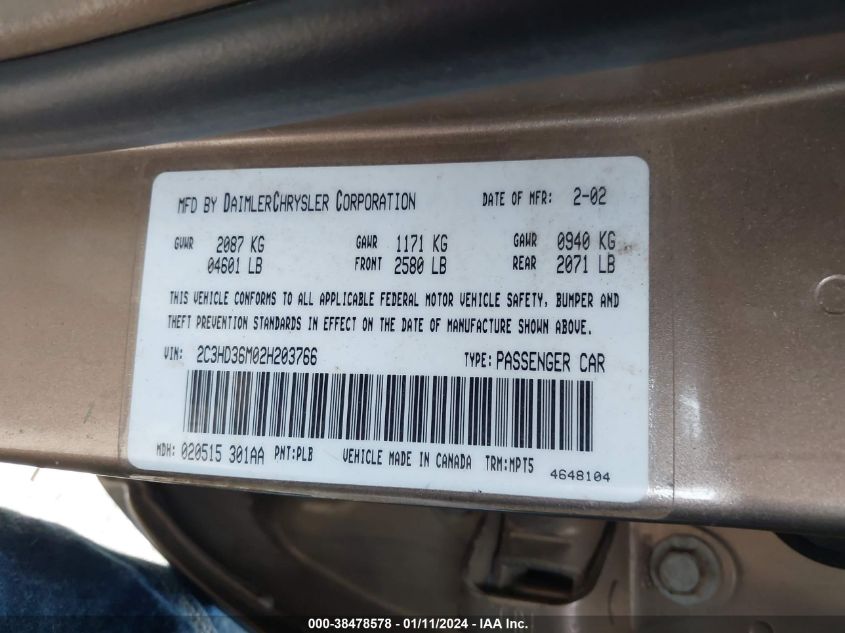 MFD BY DAIMLERCHRYSLER CORPORATION DATE OF MFR: 2-02
GVWR 2087 KG GAWR 1171 KG GAWR 0940 KG
04601 LB FRONT 2580 LB REAR 2071 LB
THIS VEHICLE CONFORMS TO ALL APPLICABLE FEDERAL MOTOR VEHICLE SAFETY, BUMPER AND
THEFT PREVENTION STANDARDS IN EFFECT ON THE DATE OF MANUFACTURE SHOWN ABOVE.
VIN: 2C3HD36M02H203766 TYPE: PASSENGER CAR
MDH: 020515 301AA PNT:PLB VEHICLE MADE IN CANADA TRM:MPT5
4648104
000-38478578 - 01/11/2024 - IAA Inc.